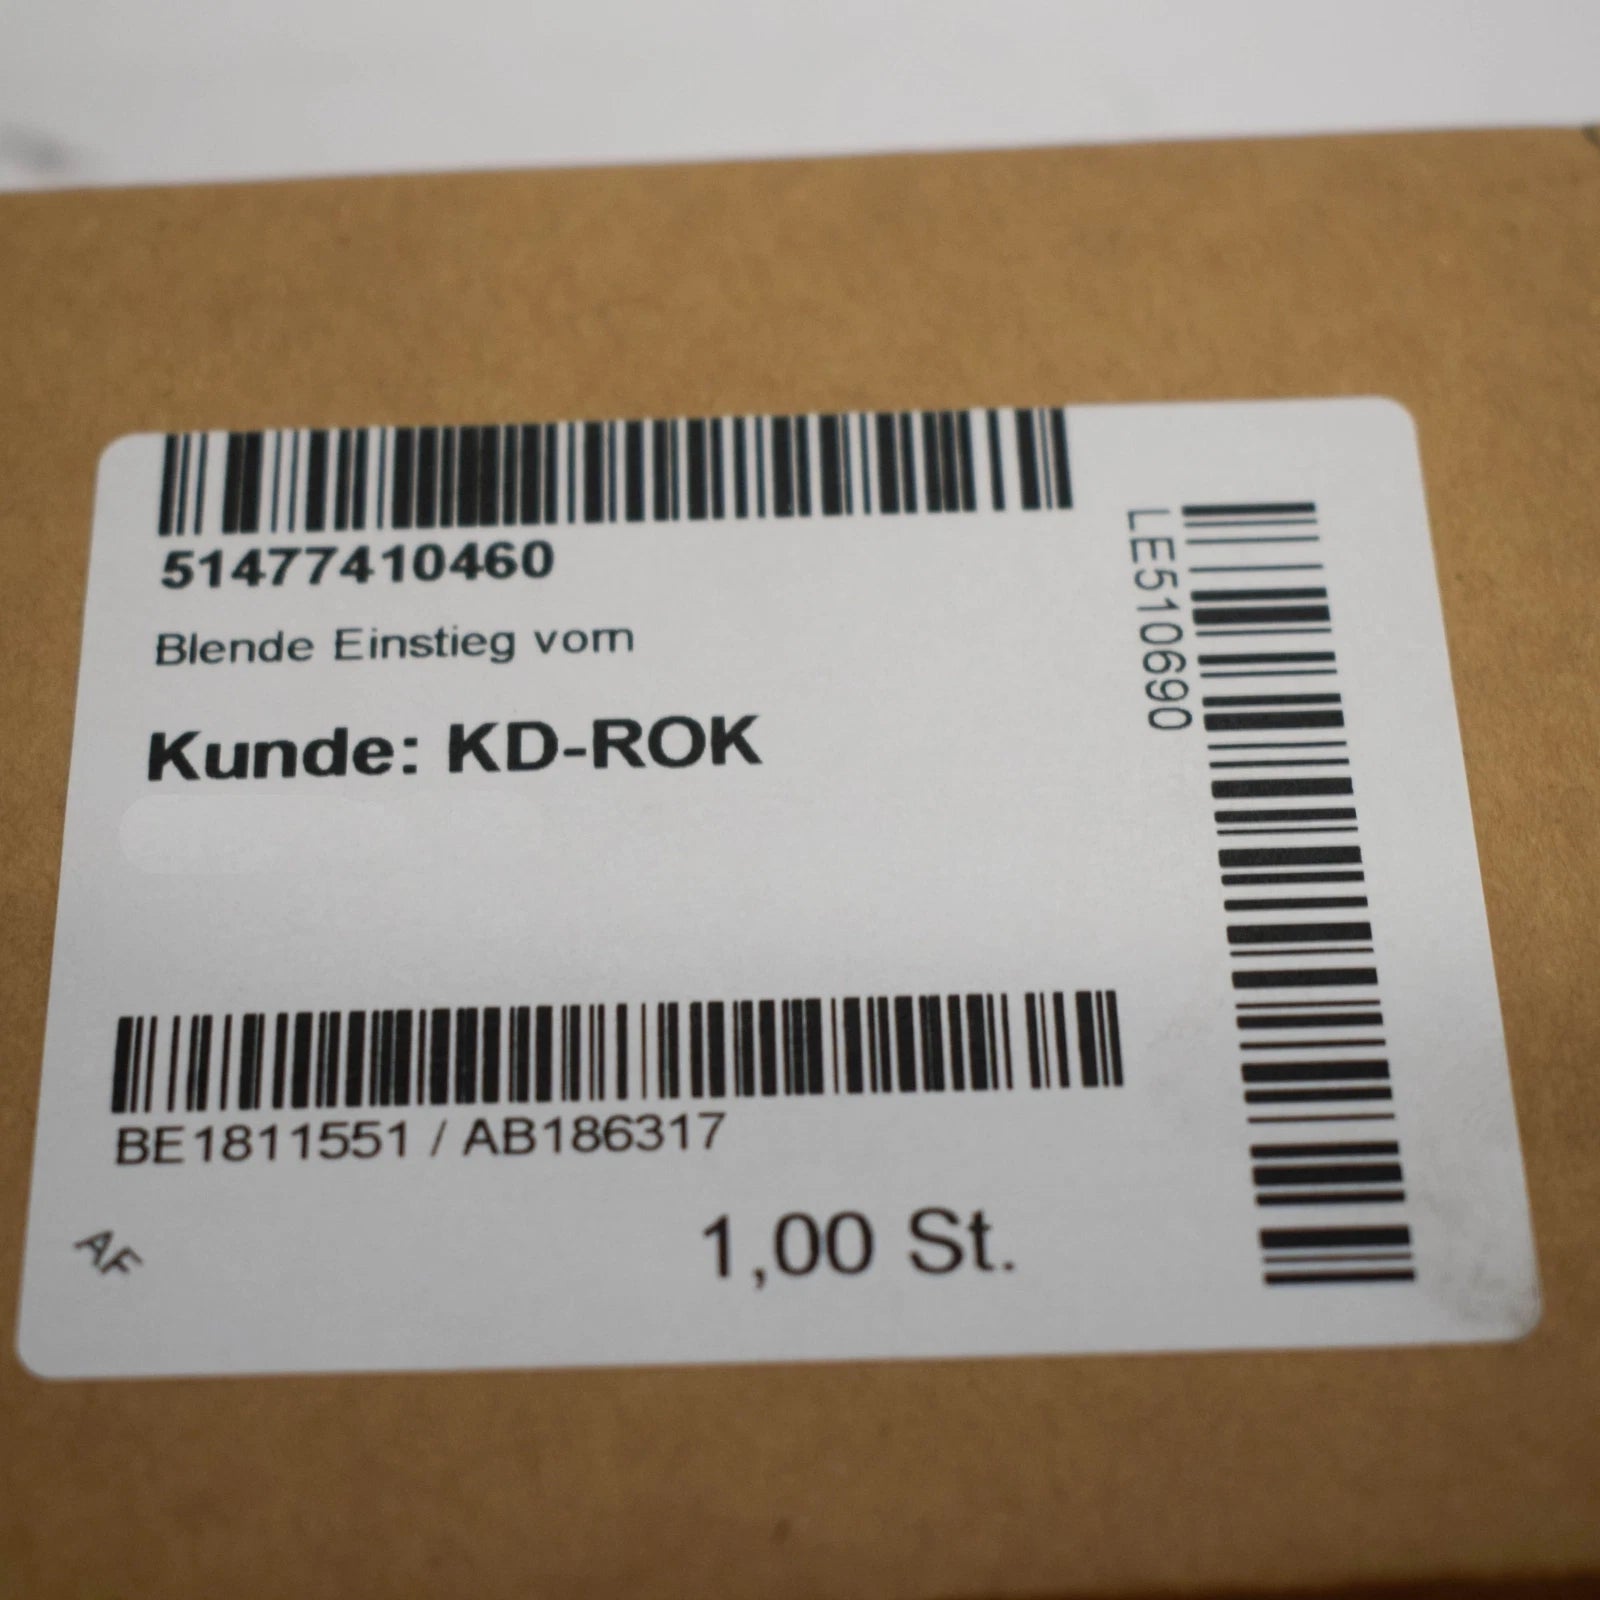 51477410460
Blende Einstieg vorn
Kunde: KD-ROK
LE510690
BE1811551 / AB186317
AF
1,00 St.